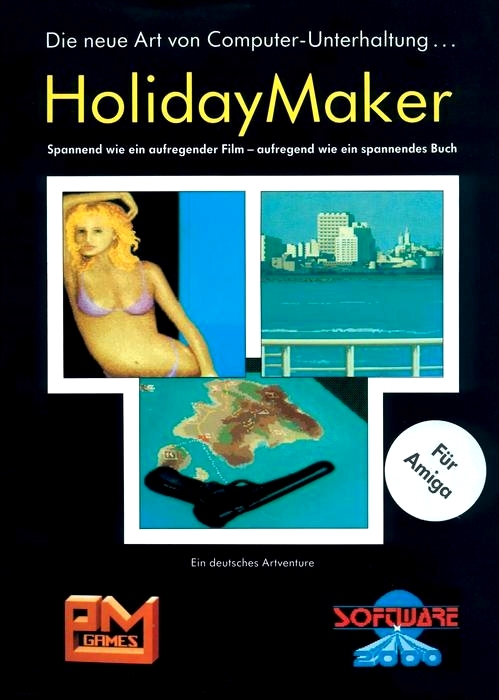 Die neue Art von Computer-Unterhaltung...
HolidayMaker
Spannend wie ein aufregender Film – aufregend wie ein spannendes Buch
Für
Amiga
Ein deutsches Artventure
PM
GAMES
SOFTWARE
2000